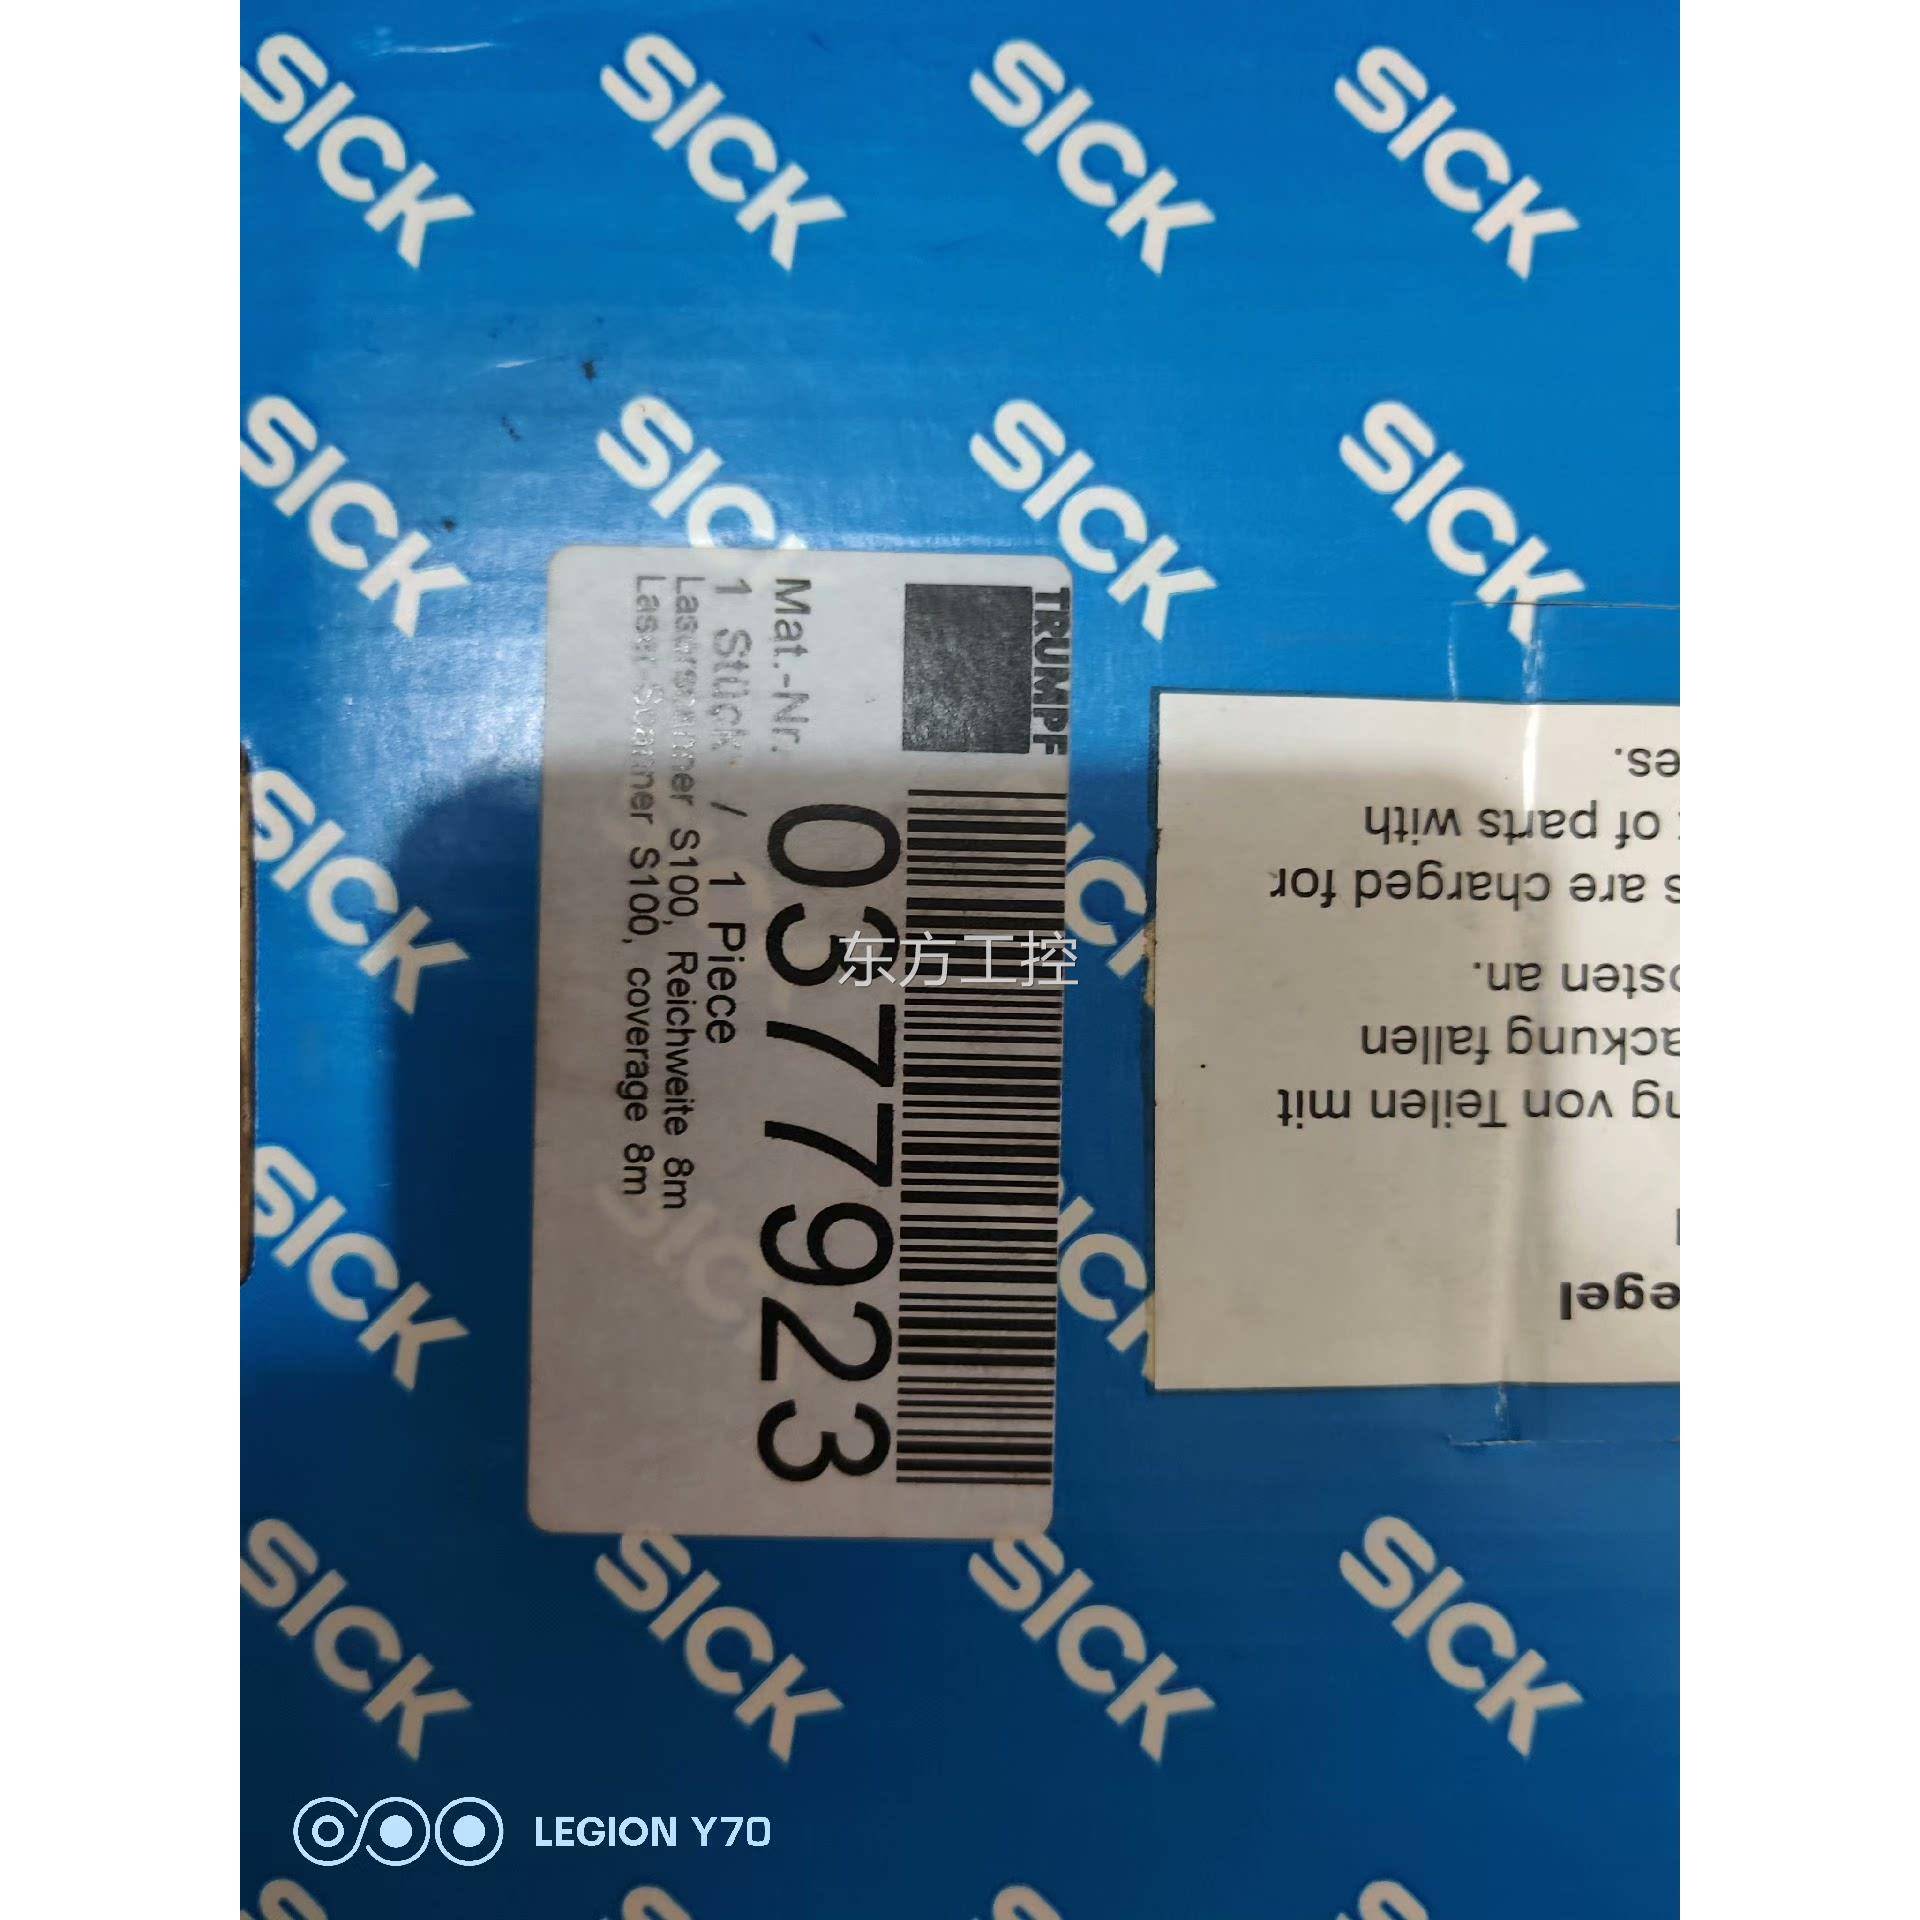 SICK SICK SICK SICK
SICK SICK SICK SICK
SICK
SICK
SICK SICK SICK SICK
TRUMPF
Mat.-Nr. 0377923
1 Stück / 1 Piece
Laserscanner S100, Reichweite 8m
Laser-Scanner S100, coverage 8m
egel
ng von Teilen mit
ackung fallen
osten an.
s are charged for
of parts with
es.
东方工控
LEGION Y70